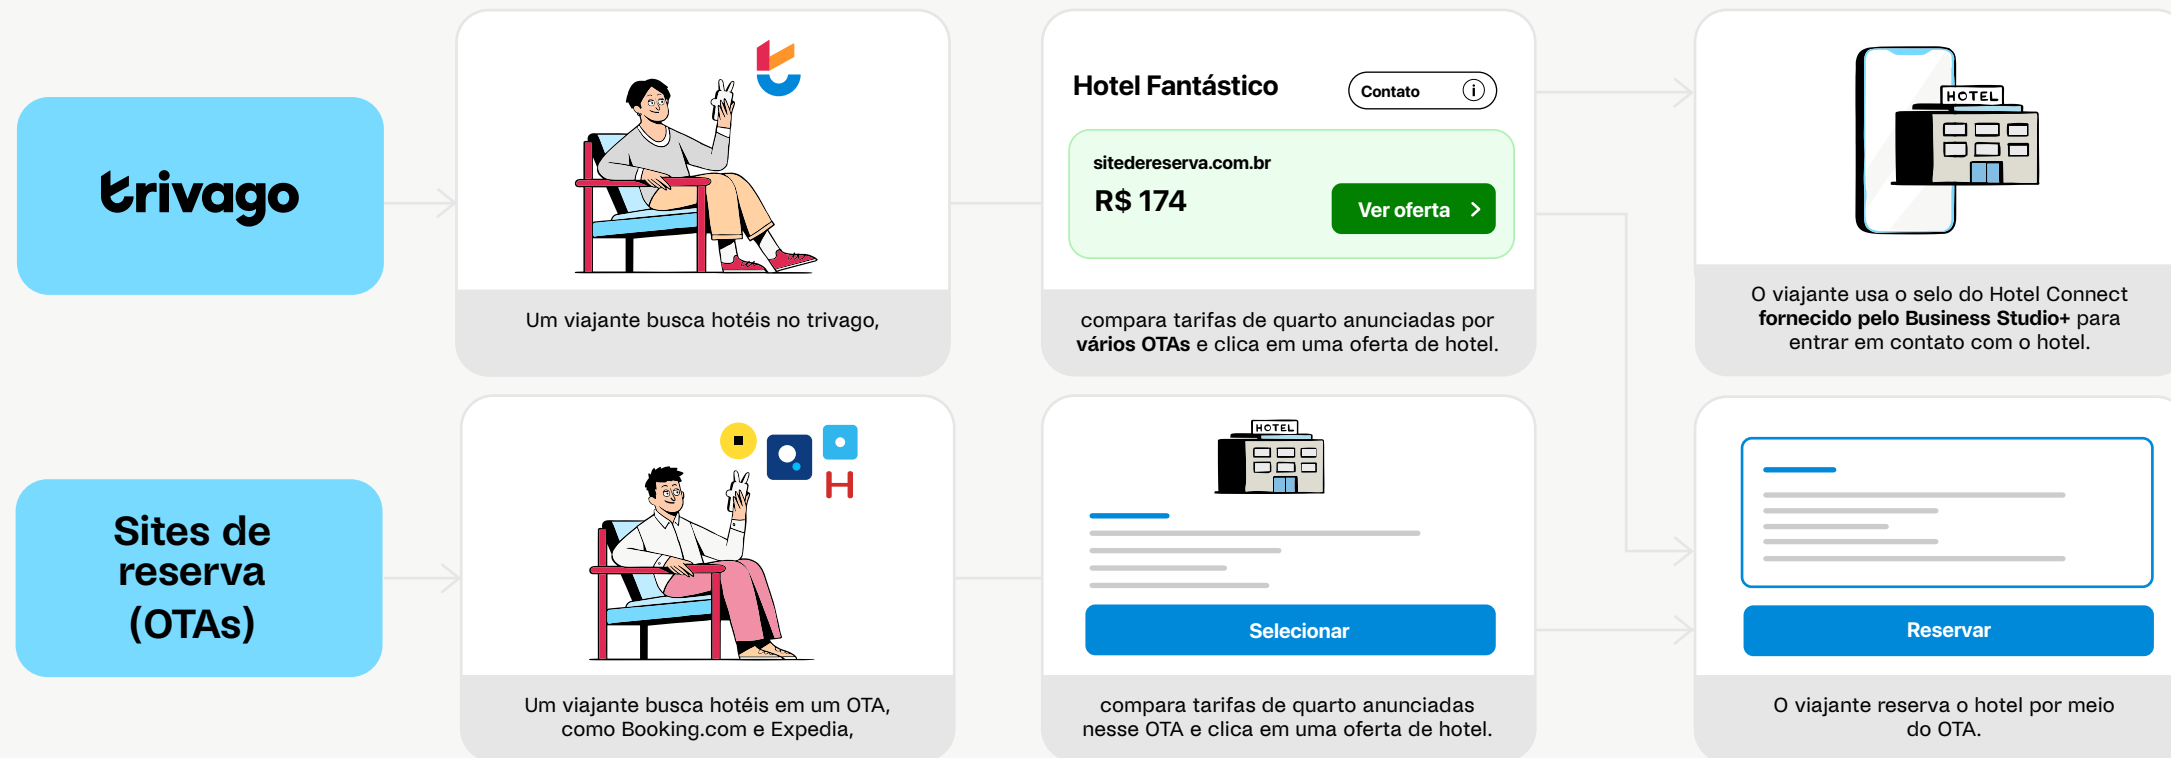 trivago
Um viajante busca hotéis no trivago,
Hotel Fantástico
Contato
sitedereserva.com.br
R$ 174
Ver oferta
compara tarifas de quarto anunciadas por
vários OTAs e clica em uma oferta de hotel.
HOTEL
O viajante usa o selo do Hotel Connect
fornecido pelo Business Studio+ para
entrar em contato com o hotel.
Sites de
reserva
(OTAs)
H
Um viajante busca hotéis em um OTA,
como Booking.com e Expedia,
HOTEL
Selecionar
compara tarifas de quarto anunciadas
nesse OTA e clica em uma oferta de hotel.
Reservar
O viajante reserva o hotel por meio
do OTA.